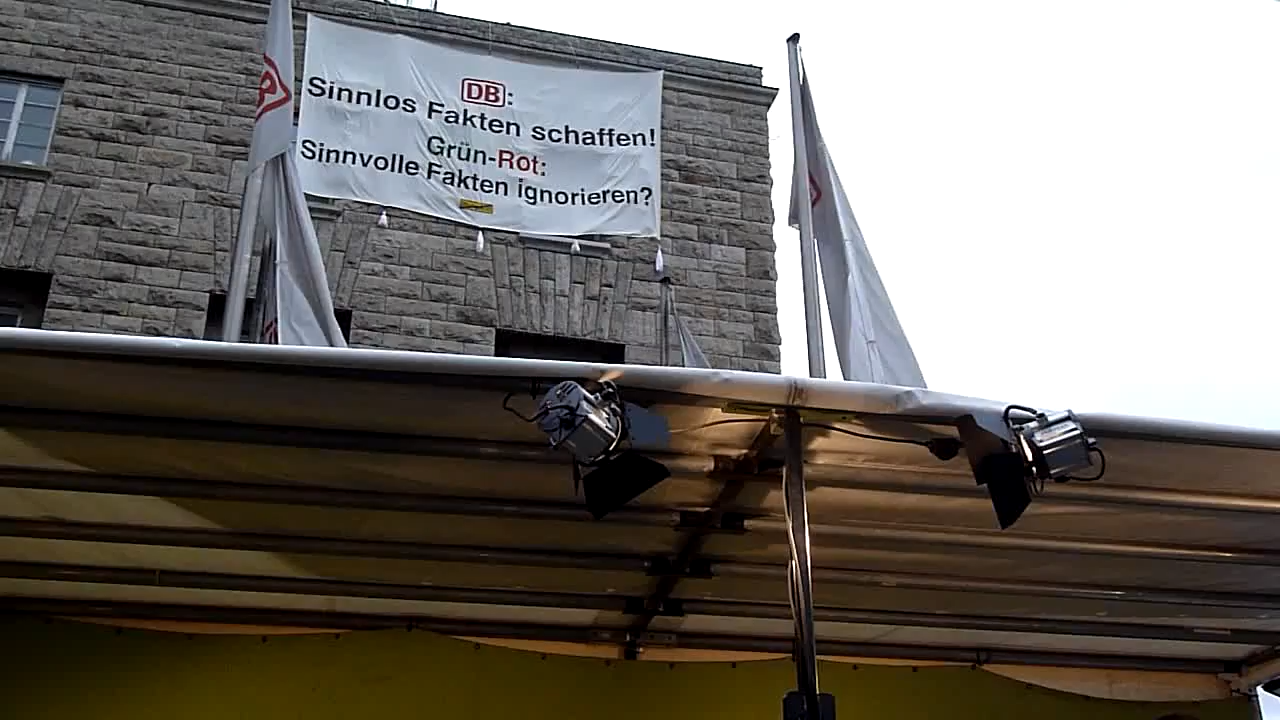 DB:
Sinnlos Fakten schaffen!
Grün-Rot:
Sinnvolle Fakten ignorieren?